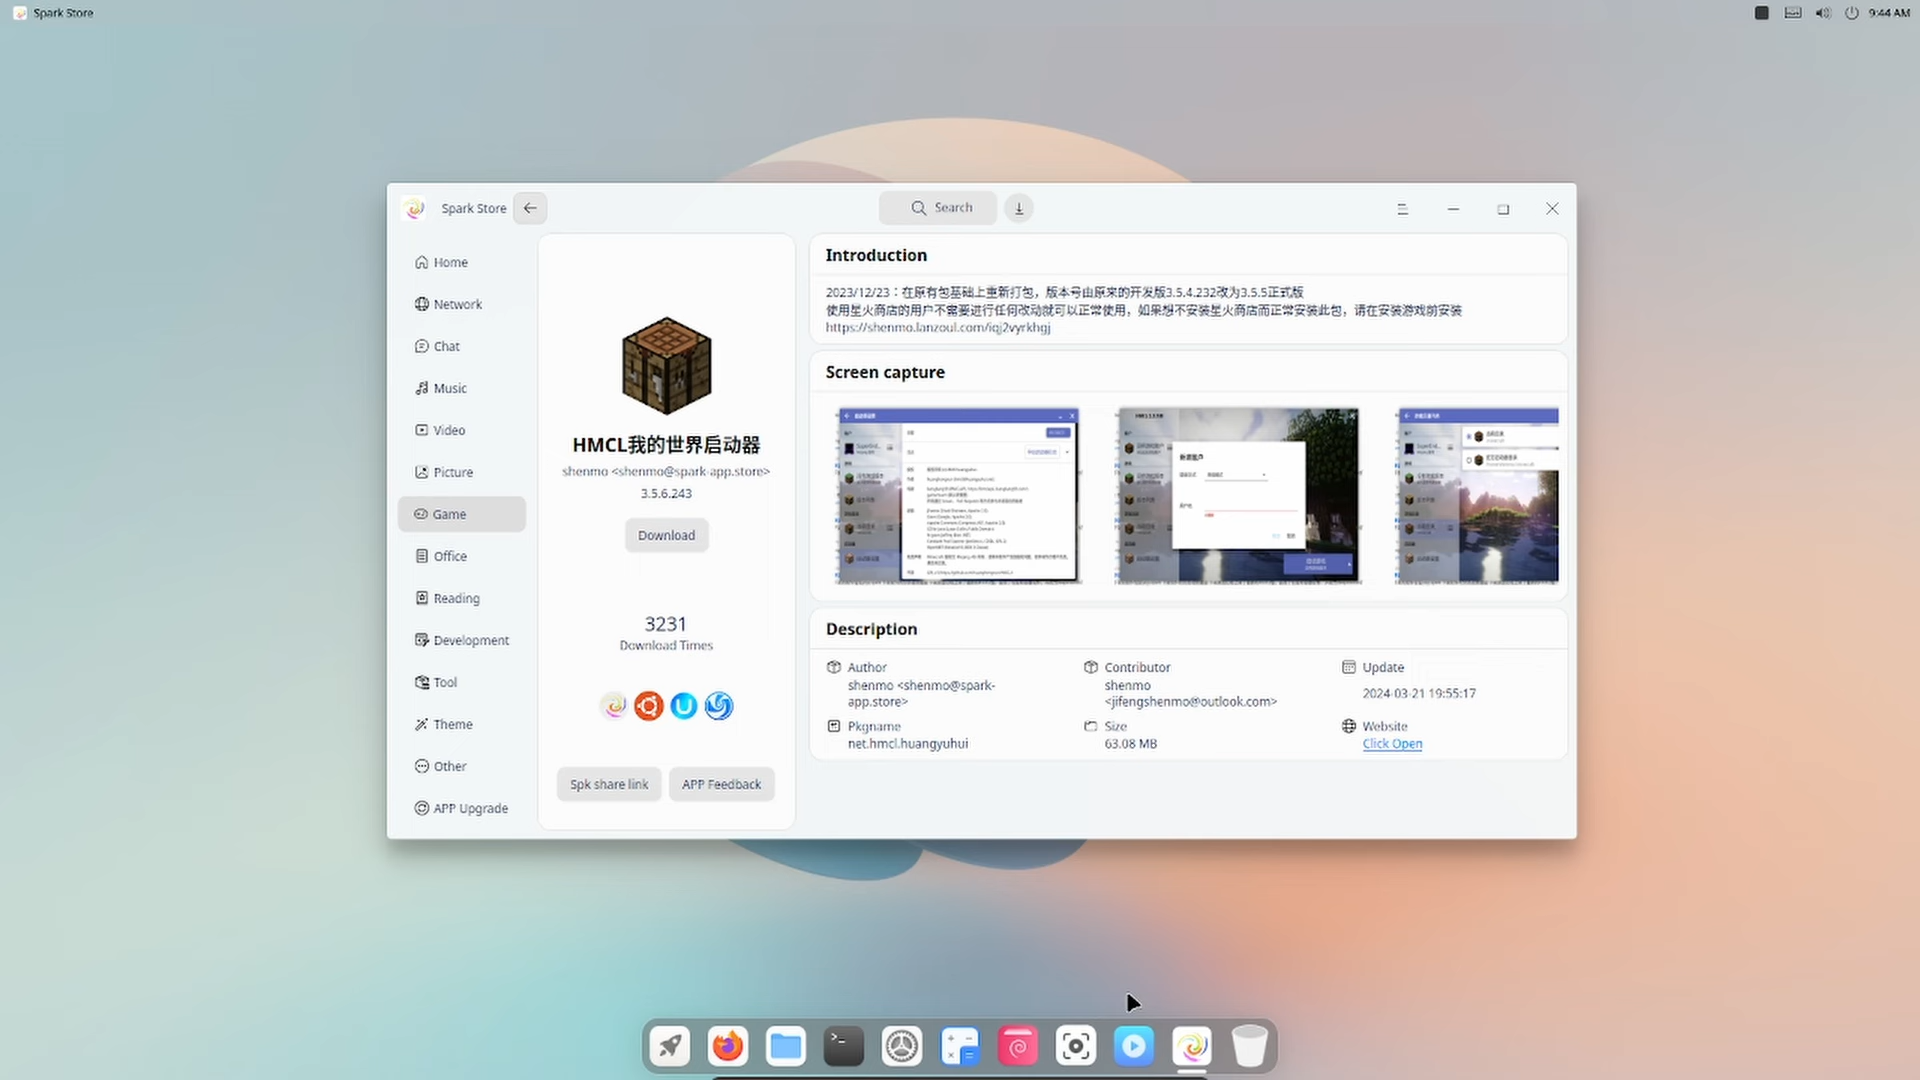 Spark Store
9:44 AM
Spark Store
Search
Home
Network
Chat
Music
Video
Picture
Game
Office
Reading
Development
Tool
Theme
Other
APP Upgrade
HMCL我的世界启动器
shenmo <shenmo@spark-app.store>
3.5.6.243
Download
3231
Download Times
Spk share link
APP Feedback
Introduction
2023/12/23：在原有包基础上重新打包，版本号由原来的开发版3.5.4.232改为3.5.5正式版
使用星火商店的用户不需要进行任何改动就可以正常使用，如果想不安装星火商店而正常安装此包，请在安装游戏前安装
https://shenmo.lanzoul.com/iqj2vyrkhgj
Screen capture
Description
Author
shenmo <shenmo@spark-
app.store>
Contributor
shenmo
<jifengshenmo@outlook.com>
Update
2024-03-21 19:55:17
Pkgname
net.hmcl.huangyuhui
Size
63.08 MB
Website
Click Open